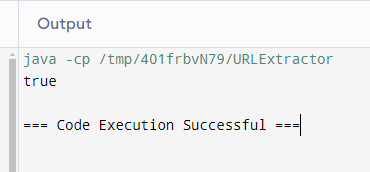 Output
java -cp /tmp/401frbvN79/URLExtractor
true
=== Code Execution Successful ===